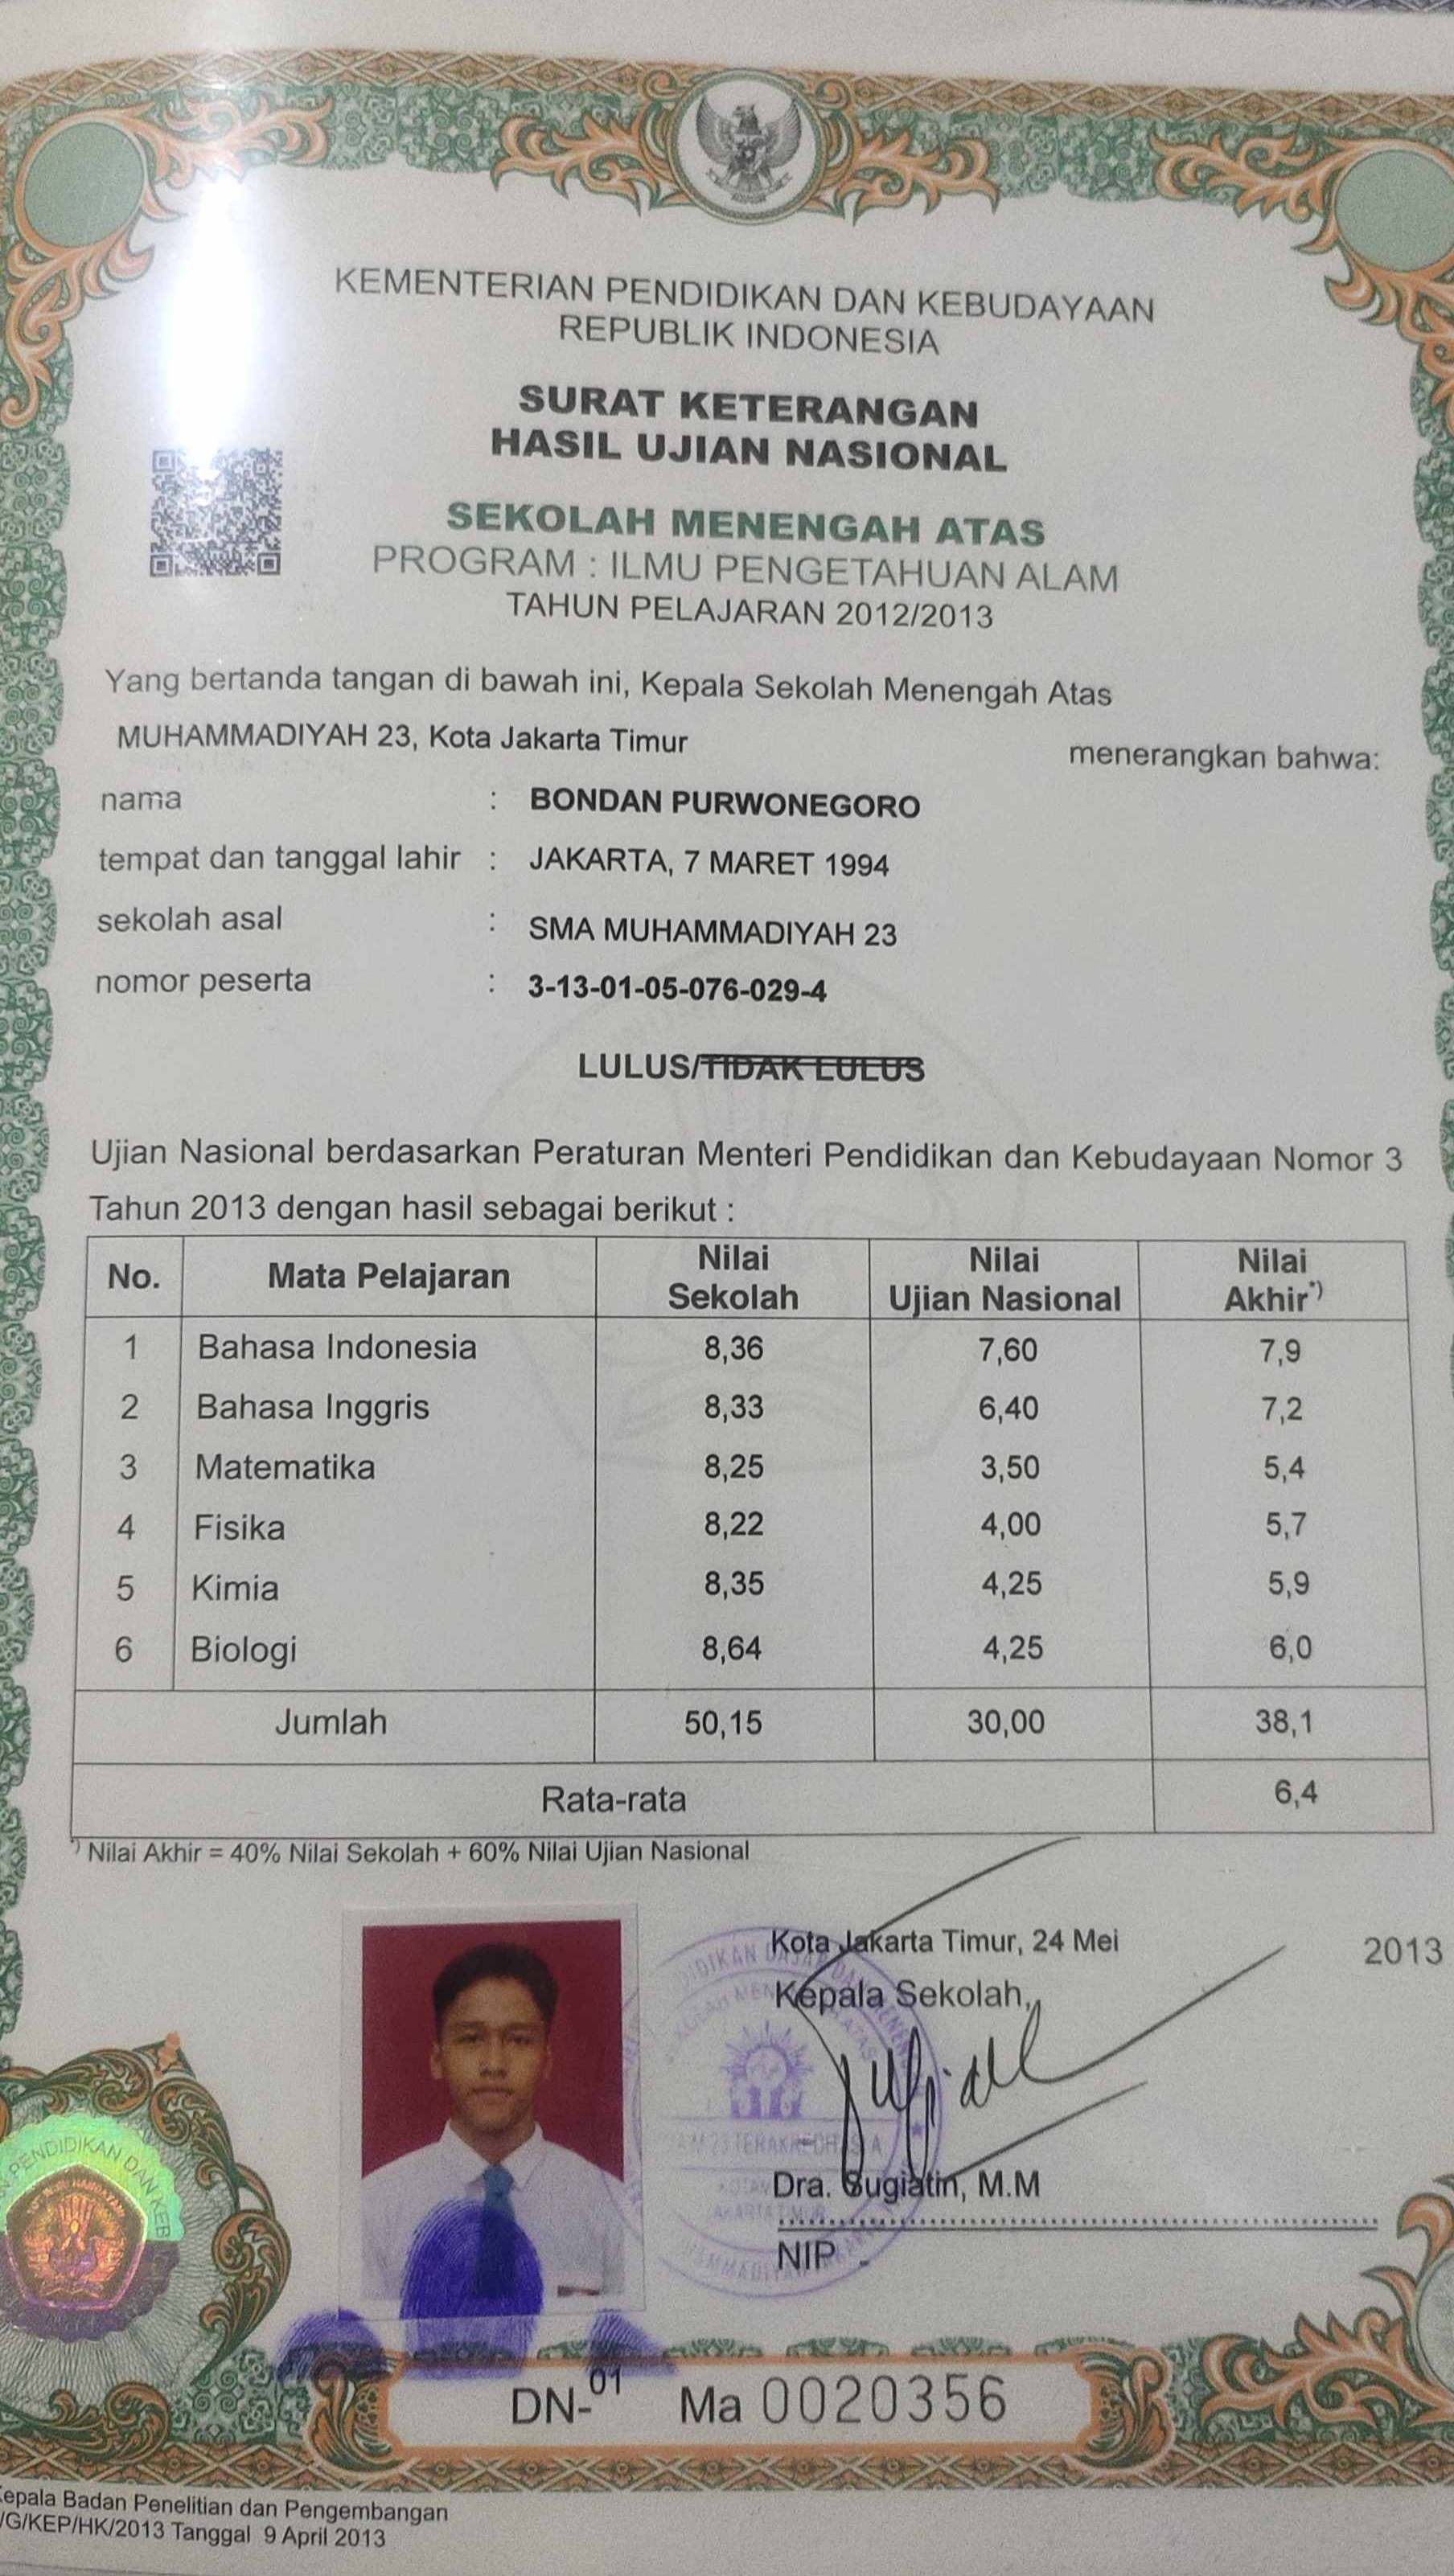 KEMENTERIAN PENDIDIKAN DAN KEBUDAYAAN
REPUBLIK INDONESIA
SURAT KETERANGAN
HASIL UJIAN NASIONAL
SEKOLAH MENENGAH ATAS
PROGRAM : ILMU PENGETAHUAN ALAM
TAHUN PELAJARAN 2012/2013
Yang bertanda tangan di bawah ini, Kepala Sekolah Menengah Atas
MUHAMMADIYAH 23, Kota Jakarta Timur menerangkan bahwa:
nama : BONDAN PURWONEGORO
tempat dan tanggal lahir : JAKARTA, 7 MARET 1994
sekolah asal : SMA MUHAMMADIYAH 23
nomor peserta : 3-13-01-05-076-029-4
LULUS/TIDAK LULUS
Ujian Nasional berdasarkan Peraturan Menteri Pendidikan dan Kebudayaan Nomor 3
Tahun 2013 dengan hasil sebagai berikut :
No. Mata Pelajaran Nilai Sekolah Nilai Ujian Nasional Nilai Akhir*)
1 Bahasa Indonesia 8,36 7,60 7,9
2 Bahasa Inggris 8,33 6,40 7,2
3 Matematika 8,25 3,50 5,4
4 Fisika 8,22 4,00 5,7
5 Kimia 8,35 4,25 5,9
6 Biologi 8,64 4,25 6,0
Jumlah 50,15 30,00 38,1
Rata-rata 6,4
*) Nilai Akhir = 40% Nilai Sekolah + 60% Nilai Ujian Nasional
Kota Jakarta Timur, 24 Mei 2013
Kepala Sekolah,
Dra. Sugiatin, M.M
NIP -
PENDIDIKAN DAN KEB
DN-01 Ma 0020356
Kepala Badan Penelitian dan Pengembangan
/G/KEP/HK/2013 Tanggal 9 April 2013